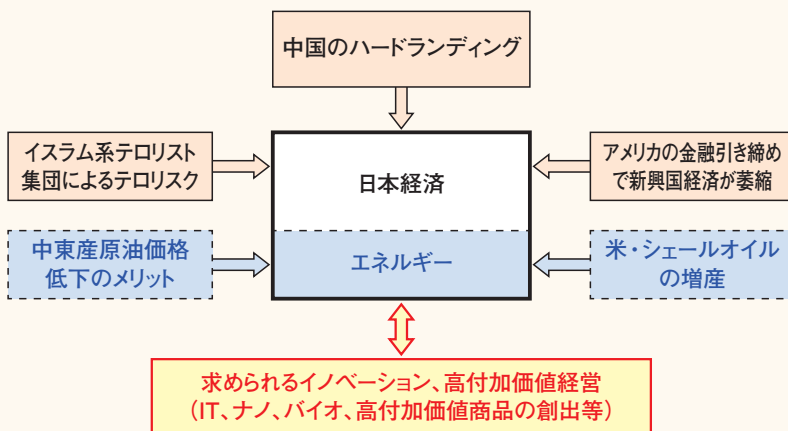 中国のハードランディング
イスラム系テロリスト
集団によるテロリスク
日本経済
アメリカの金融引き締め
で新興国経済が萎縮
中東産原油価格
低下のメリット
エネルギー
米・シェールオイル
の増産
求められるイノベーション、高付加価値経営
（IT、ナノ、バイオ、高付加価値商品の創出等）